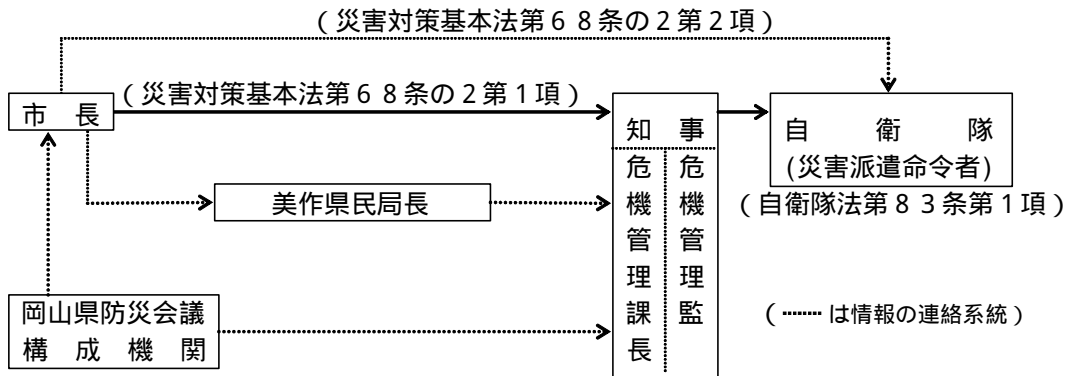 （災害対策基本法第６８条の２第２項）
（災害対策基本法第６８条の２第１項）
市長
知事
危機管理課長
危機管理監
自衛隊
(災害派遣命令者)
（自衛隊法第８３条第１項）
美作県民局長
岡山県防災会議
構成機関
（┈┈ は情報の連絡系統）